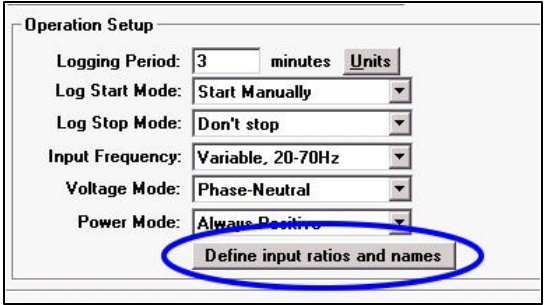 Operation Setup
Logging Period: 3 minutes Units
Log Start Mode: Start Manually
Log Stop Mode: Don't stop
Input Frequency: Variable, 20-70Hz
Voltage Mode: Phase-Neutral
Power Mode: Always Positive
Define input ratios and names